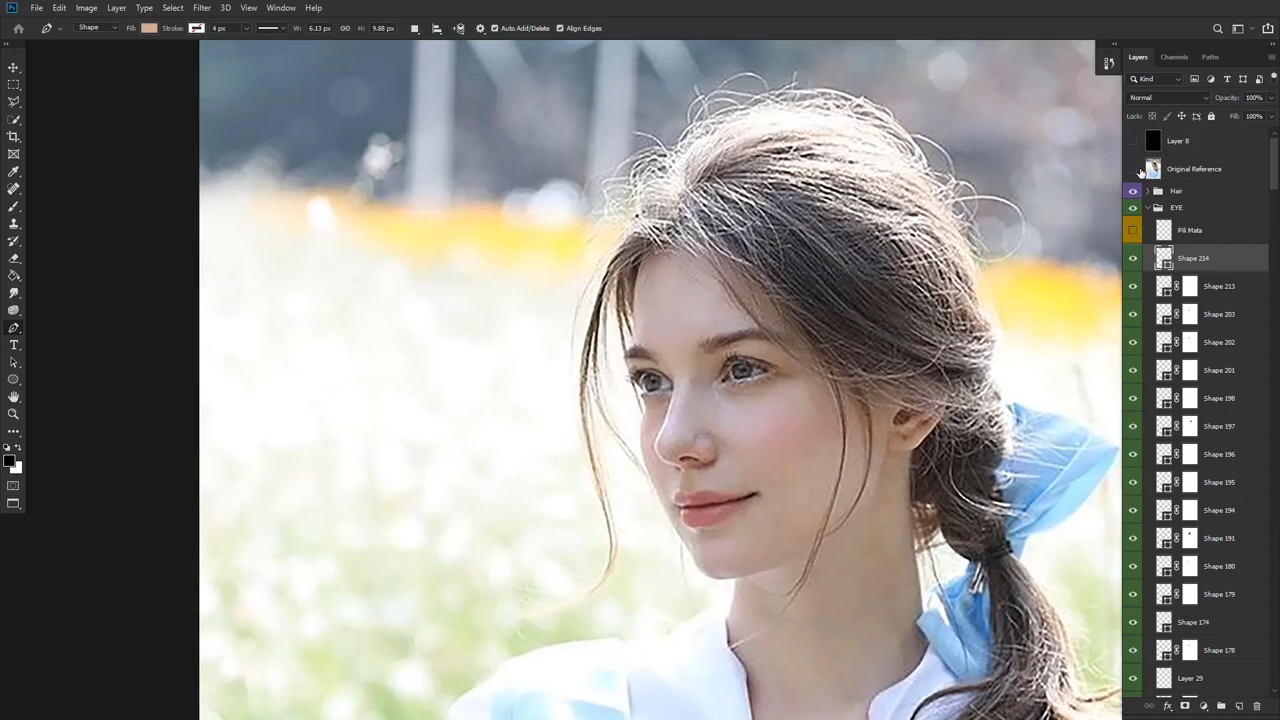 Ps File Edit Image Layer Type Select Filter 3D View Window Help
Shape Fill: Stroke: 4 px W: 6.13 px H: 9.88 px Auto Add/Delete Align Edges
Layers Channels Paths
Kind
Normal Opacity: 100%
Lock: Fill: 100%
Layer 8
Original Reference
Hair
EYE
Pili Mata
Shape 214
Shape 213
Shape 203
Shape 202
Shape 201
Shape 198
Shape 197
Shape 196
Shape 195
Shape 194
Shape 191
Shape 180
Shape 179
Shape 174
Shape 178
Layer 29